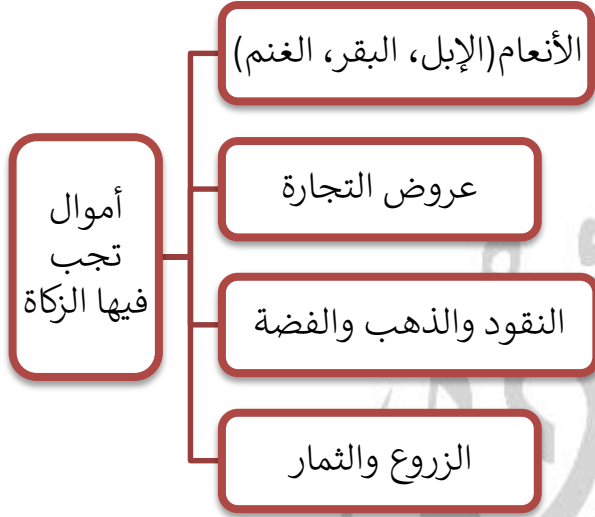 أموال
تجب
فيها الزكاة
الأنعام(الإبل، البقر، الغنم)
عروض التجارة
النقود والذهب والفضة
الزروع والثمار